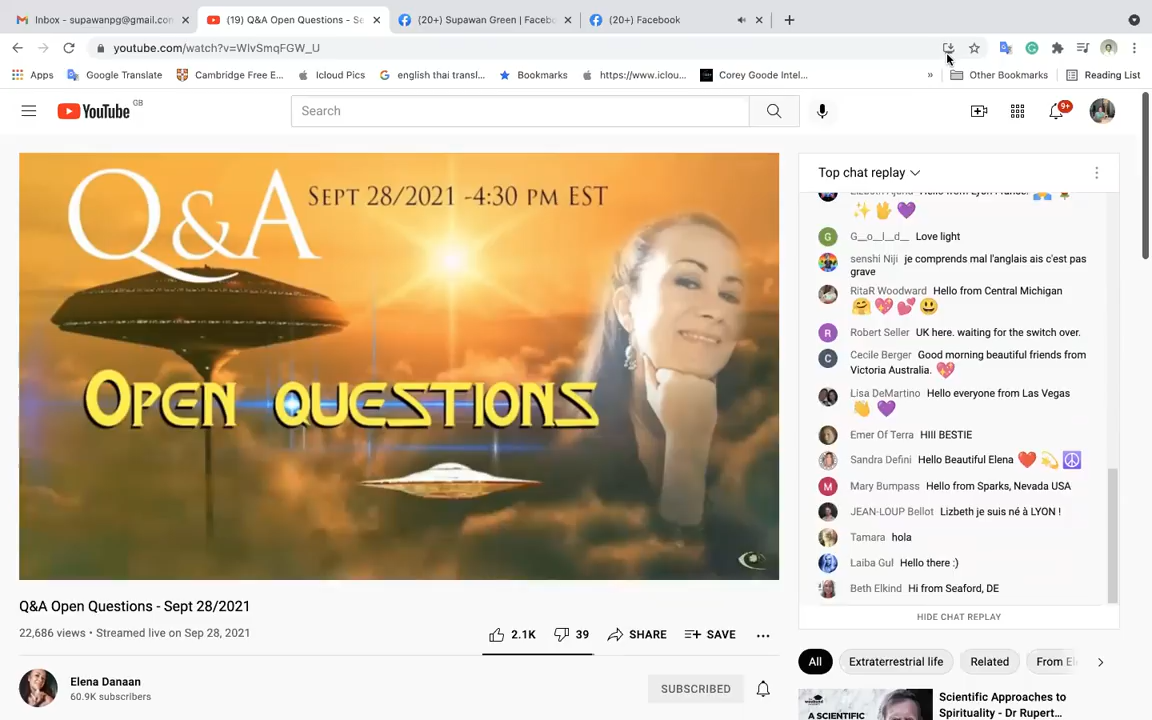 Inbox - supawanpg@gmail.con
(19) Q&A Open Questions - Se
(20+) Supawan Green | Facebo
(20+) Facebook
youtube.com/watch?v=WlvSmqFGW_U
Apps
Google Translate
Cambridge Free E...
Icloud Pics
english thai transl...
Bookmarks
https://www.iclou...
Corey Goode Intel...
»
Other Bookmarks
Reading List
YouTube GB
Search
9+
Q&A
SEPT 28/2021 -4:30 PM EST
OPEN QUESTIONS
Top chat replay
G__o__l__d__ Love light
senshi Niji je comprends mal l'anglais ais c'est pas
grave
RitaR Woodward Hello from Central Michigan
Robert Seller UK here. waiting for the switch over.
Cecile Berger Good morning beautiful friends from
Victoria Australia.
Lisa DeMartino Hello everyone from Las Vegas
Emer Of Terra HIII BESTIE
Sandra Defini Hello Beautiful Elena
Mary Bumpass Hello from Sparks, Nevada USA
JEAN-LOUP Bellot Lizbeth je suis né à LYON !
Tamara hola
Laiba Gul Hello there :)
Beth Elkind Hi from Seaford, DE
HIDE CHAT REPLAY
Q&A Open Questions - Sept 28/2021
22,686 views • Streamed live on Sep 28, 2021
2.1K
39
SHARE
SAVE
Elena Danaan
60.9K subscribers
SUBSCRIBED
All
Extraterrestrial life
Related
From El
Scientific Approaches to
Spirituality - Dr Rupert...
A SCIENTIFIC